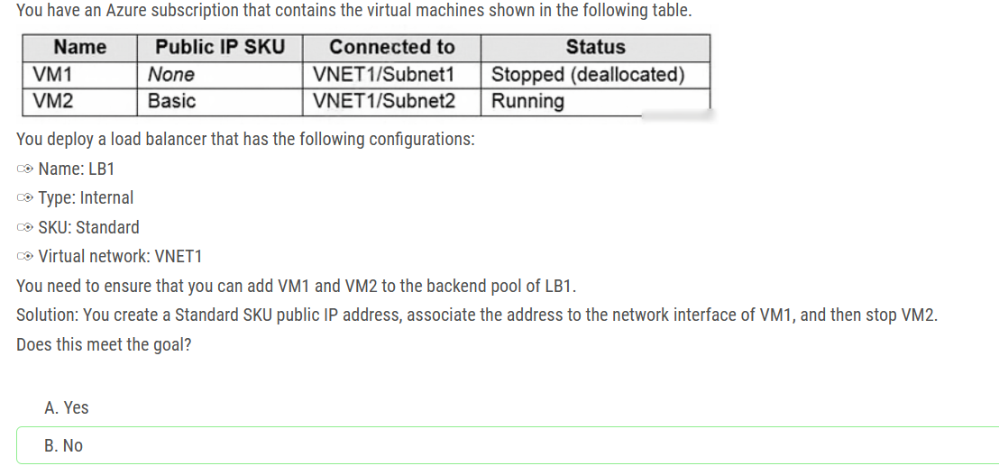 You have an Azure subscription that contains the virtual machines shown in the following table.
Name Public IP SKU Connected to Status
VM1 None VNET1/Subnet1 Stopped (deallocated)
VM2 Basic VNET1/Subnet2 Running
You deploy a load balancer that has the following configurations:
Name: LB1
Type: Internal
SKU: Standard
Virtual network: VNET1
You need to ensure that you can add VM1 and VM2 to the backend pool of LB1.
Solution: You create a Standard SKU public IP address, associate the address to the network interface of VM1, and then stop VM2.
Does this meet the goal?
A. Yes
B. No